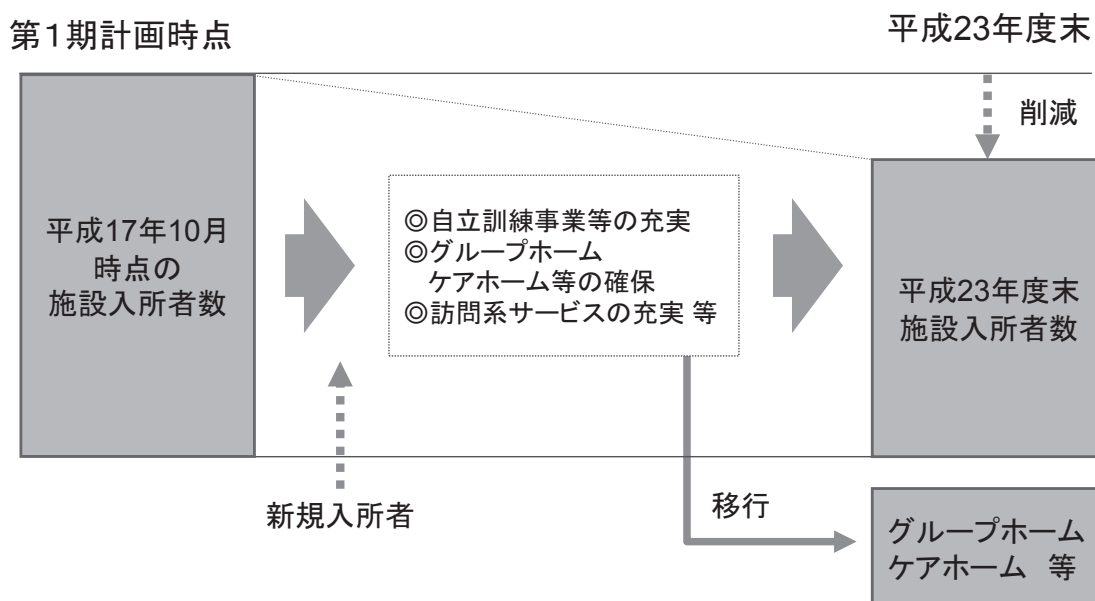 第1期計画時点
平成23年度末
削減
平成17年10月
時点の
施設入所者数
◎自立訓練事業等の充実
◎グループホーム
ケアホーム等の確保
◎訪問系サービスの充実 等
平成23年度末
施設入所者数
新規入所者
移行
グループホーム
ケアホーム 等